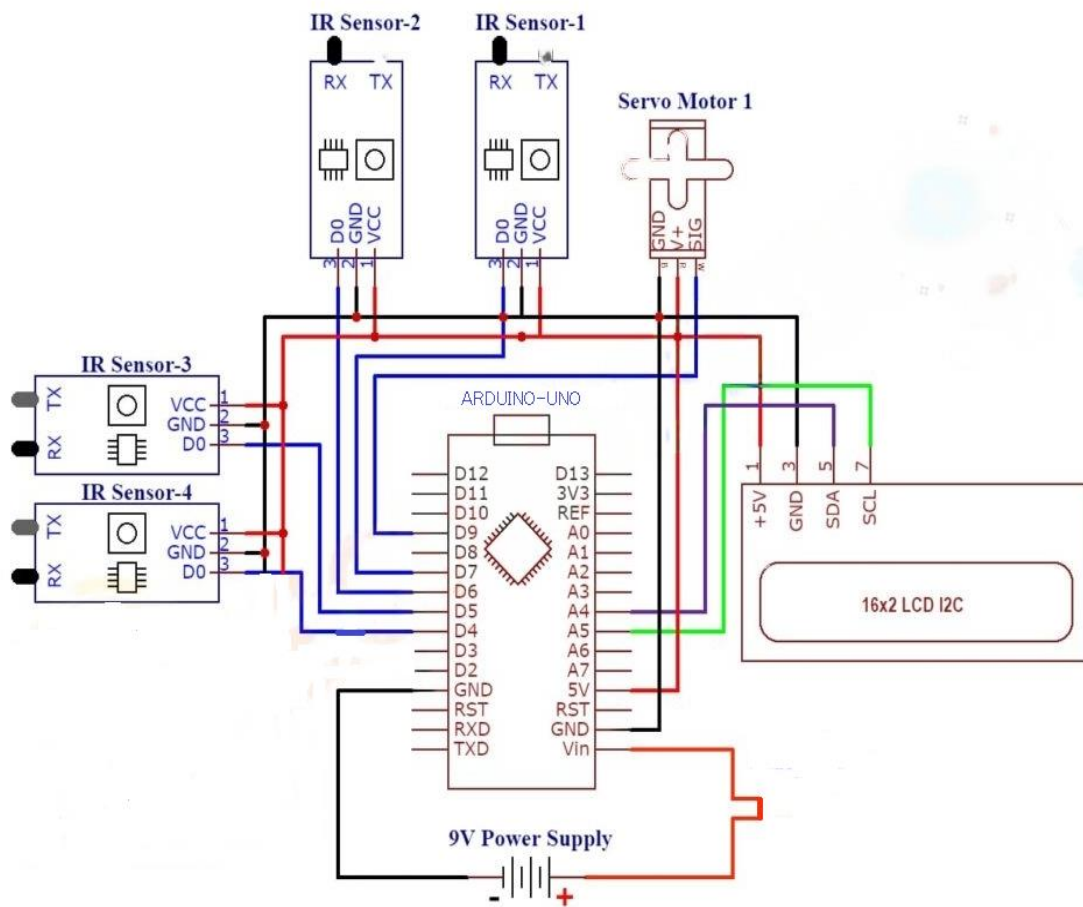 IR Sensor-2
IR Sensor-1
RX TX
RX TX
Servo Motor 1
D0 GND VCC
D0 GND VCC
GND V+ SIG
3 2 1
3 2 1
B R W
IR Sensor-3
TX
RX
VCC 1
GND 2
D0 3
IR Sensor-4
TX
RX
VCC 1
GND 2
D0 3
ARDUINO-UNO
D12 D13
D11 3V3
D10 REF
D9 A0
D8 A1
D7 A2
D6 A3
D5 A4
D4 A5
D3 A6
D2 A7
GND 5V
RST RST
RXD GND
TXD Vin
1 3 5 7
+5V GND SDA SCL
16x2 LCD I2C
9V Power Supply
- +